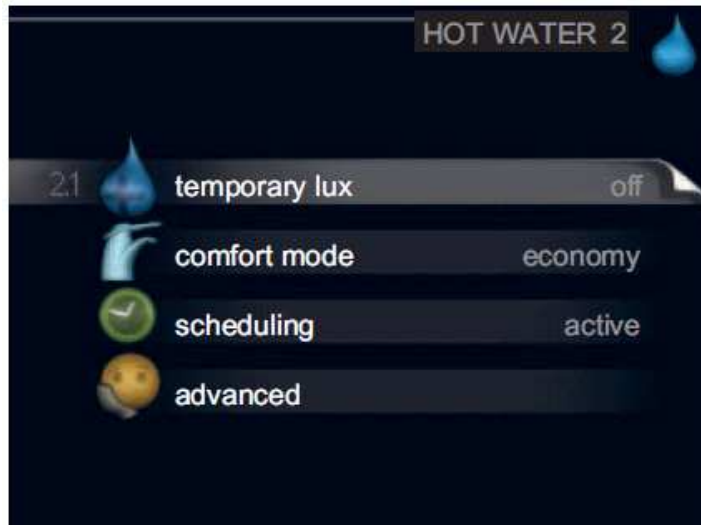 HOT WATER 2
2.1 temporary lux off
comfort mode economy
scheduling active
advanced